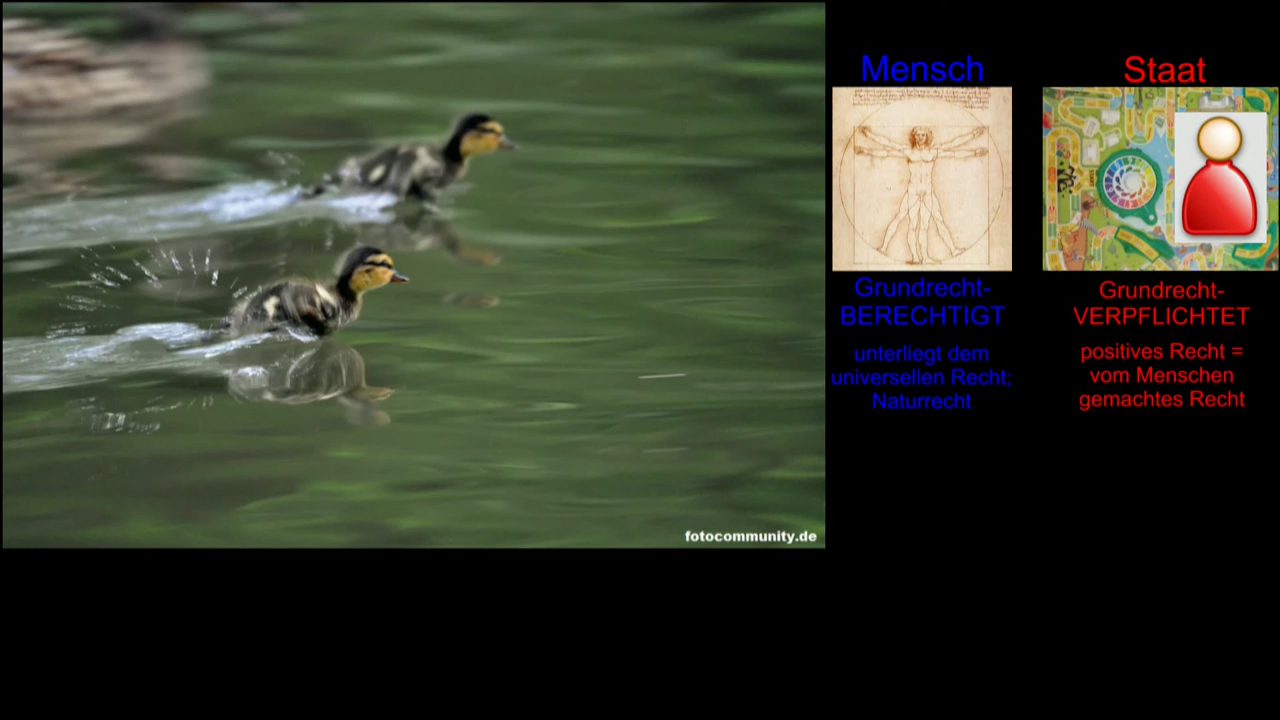 Mensch
Grundrecht-
BERECHTIGT
unterliegt dem
universellen Recht;
Naturrecht
Staat
Grundrecht-
VERPFLICHTET
positives Recht =
vom Menschen
gemachtes Recht
fotocommunity.de